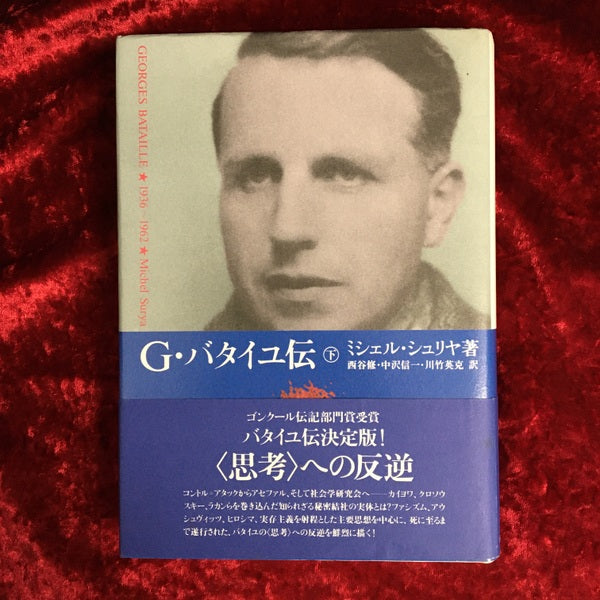 GEORGES BATAILLE ★ 1936–1962 ★ Michel Surya
G・バタイユ伝 下
ミシェル・シュリヤ著
西谷修・中沢信一・川竹英克 訳
ゴンクール伝記部門賞受賞
バタイユ伝決定版!
〈思考〉への反逆
コントル＝アタックからアセファル、そして社会学研究会へ──カイヨワ、クロソウ
スキー、ラカンらを巻き込んだ知られざる秘密結社の実体とは?ファシズム、アウ
シュヴィッツ、ヒロシマ、実存主義を射程とした主要思想を中心に、死に至るま
で遂行された、バタイユの〈思考〉への反逆を鮮烈に描く!